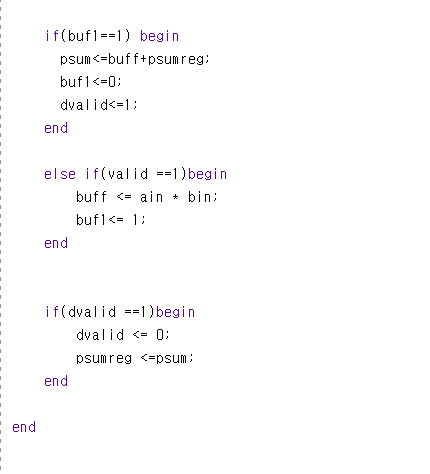 if(buf1==1) begin
psum<=buff+psumreg;
buf1<=0;
dvalid<=1;
end
else if(valid ==1)begin
buff <= ain * bin;
buf1<= 1;
end
if(dvalid ==1)begin
dvalid <= 0;
psumreg <=psum;
end
end